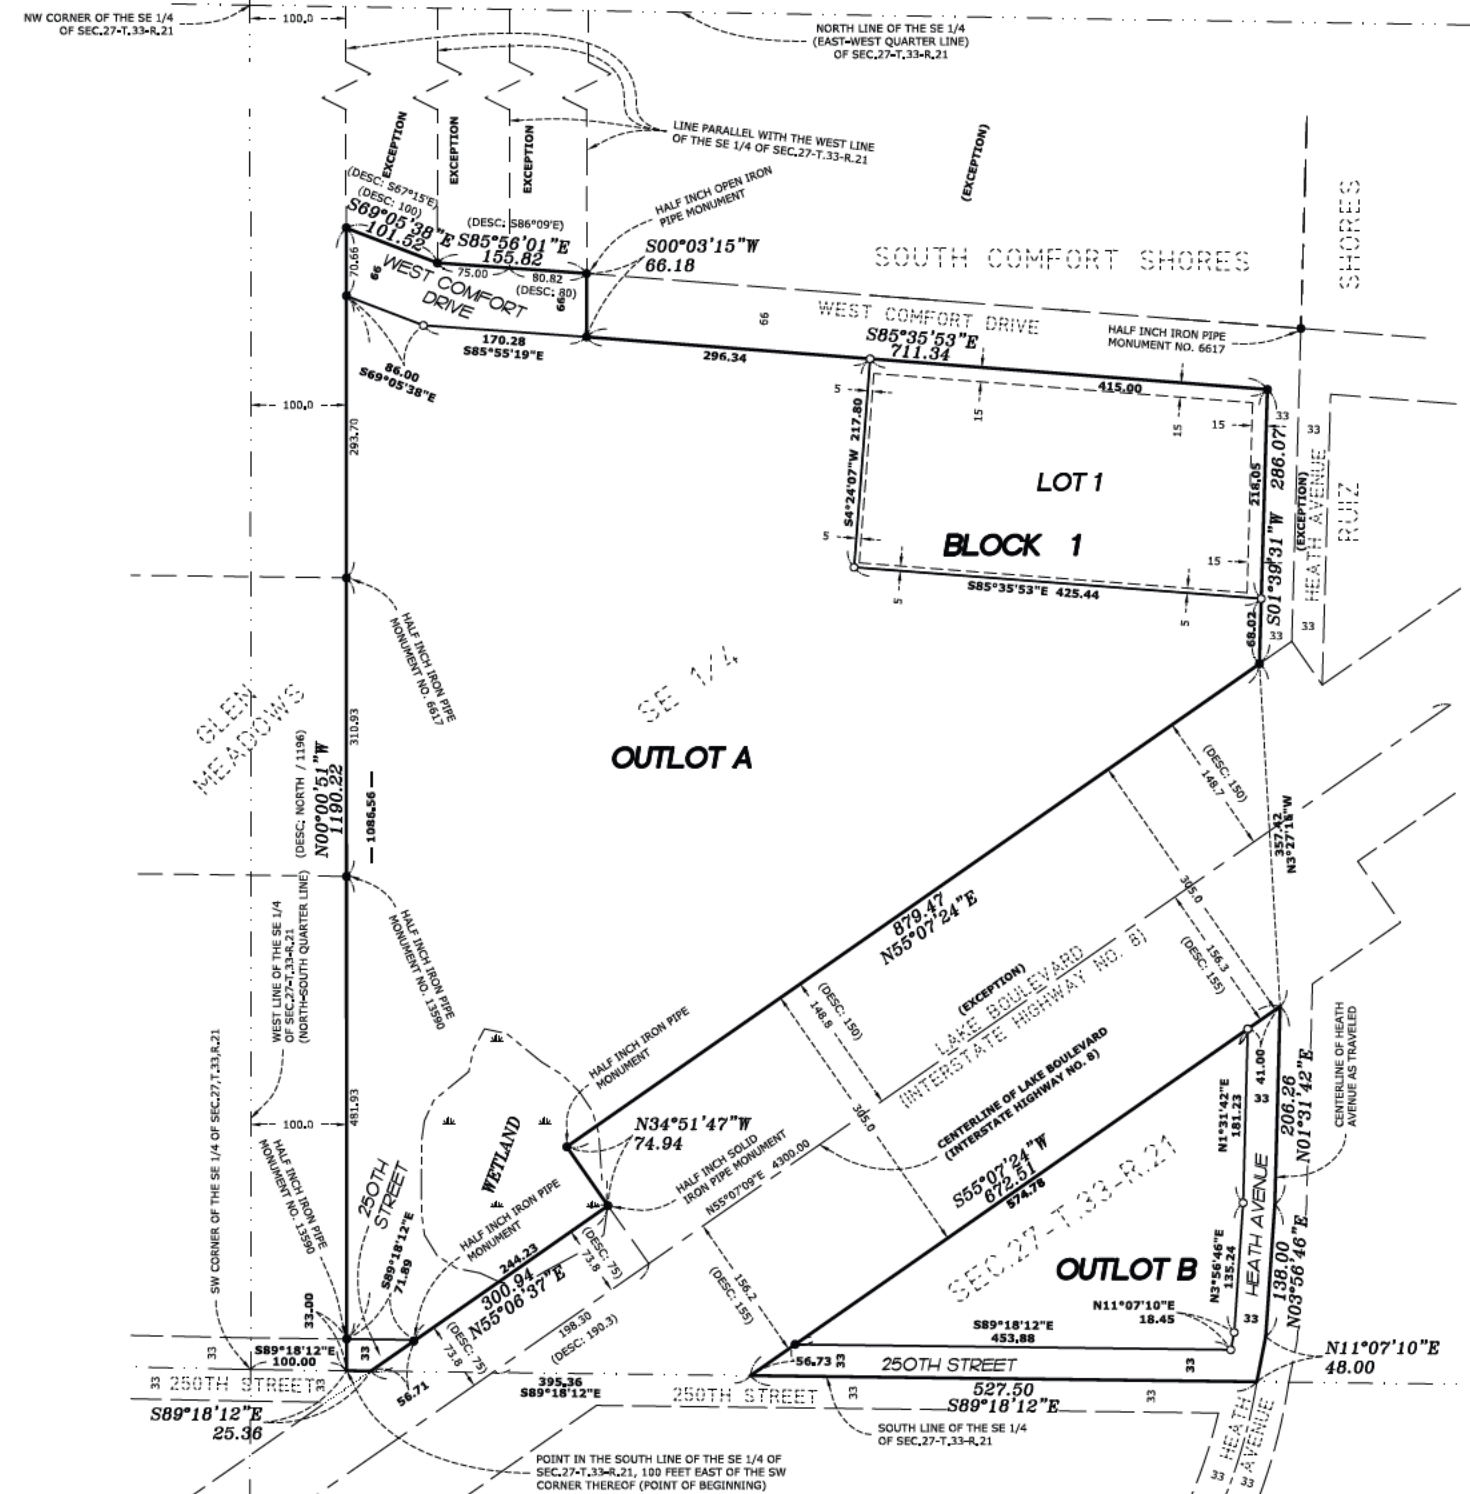 NW CORNER OF THE SE 1/4
OF SEC.27-T.33-R.21
100.0
NORTH LINE OF THE SE 1/4
(EAST-WEST QUARTER LINE)
OF SEC.27-T.33-R.21
EXCEPTION
EXCEPTION
EXCEPTION
LINE PARALLEL WITH THE WEST LINE
OF THE SE 1/4 OF SEC.27-T.33-R.21
(EXCEPTION)
(DESC: S67°15'E)
(DESC: 100)
S69°05'38"E
101.52
(DESC: S86°09'E)
S85°56'01"E
155.82
75.00
80.82
(DESC: 80)
HALF INCH OPEN IRON
PIPE MONUMENT
S00°03'15"W
66.18
SOUTH COMFORT SHORES
SHORES
70.66
66
WEST COMFORT
DRIVE
66
66
WEST COMFORT DRIVE
HALF INCH IRON PIPE
MONUMENT NO. 6617
170.28
S85°55'19"E
86.00
S69°05'38"E
296.34
S85°35'53"E
711.34
415.00
100.0
293.70
5
15
15
15
33
33
S4°24'07"W 217.80
LOT 1
BLOCK 1
218.05
S01°39'31"W 286.07
(EXCEPTION)
HEATH AVENUE
RUIZ
5
15
5
S85°35'53"E 425.44
5
68.02
33
33
HALF INCH IRON PIPE
MONUMENT NO. 6617
GLEN
MEADOWS
SE 1/4
OUTLOT A
310.93
(DESC: NORTH / 1196)
N00°00'51"W
1190.22
1086.56
(DESC: 150)
148.7
357.42
N3°27'16"W
305.0
879.47
N55°07'24"E
156.3
(DESC: 155)
WEST LINE OF THE SE 1/4
OF SEC.27-T.33-R.21
(NORTH-SOUTH QUARTER LINE)
HALF INCH IRON PIPE
MONUMENT NO. 13590
(DESC: 150)
148.8
(EXCEPTION)
LAKE BOULEVARD
(INTERSTATE HIGHWAY NO. 8)
CENTERLINE OF LAKE BOULEVARD
(INTERSTATE HIGHWAY NO. 8)
HALF INCH IRON PIPE
MONUMENT
CENTERLINE OF HEATH
AVENUE AS TRAVELED
SW CORNER OF THE SE 1/4 OF SEC.27,T.33,R.21
100.0
481.93
HALF INCH IRON PIPE
MONUMENT NO. 13590
250TH
STREET
WETLAND
N34°51'47"W
74.94
HALF INCH SOLID
IRON PIPE MONUMENT
N55°07'09"E 4300.00
305.0
41.00
33
N1°31'42"E
181.23
206.26
N01°31'42"E
S55°07'24"W
672.51
574.78
SEC.27-T.33-R.21
HALF INCH IRON PIPE
MONUMENT
S89°18'12"E
71.89
244.23
300.94
N55°06'37"E
(DESC: 75)
73.8
156.2
(DESC: 155)
OUTLOT B
N3°56'46"E
135.24
HEATH AVENUE
138.00
N03°56'46"E
N11°07'10"E
18.45
33
33.00
198.30
(DESC: 190.3)
(DESC: 75)
73.8
S89°18'12"E
453.88
N11°07'10"E
48.00
33
S89°18'12"E
100.00
33
56.73
33
250TH STREET
33
33
250TH STREET
33
56.71
395.36
S89°18'12"E
250TH STREET
33
527.50
S89°18'12"E
33
S89°18'12"E
25.36
SOUTH LINE OF THE SE 1/4
OF SEC.27-T.33-R.21
HEATH
AVENUE
33
33
POINT IN THE SOUTH LINE OF THE SE 1/4 OF
SEC.27-T.33-R.21, 100 FEET EAST OF THE SW
CORNER THEREOF (POINT OF BEGINNING)